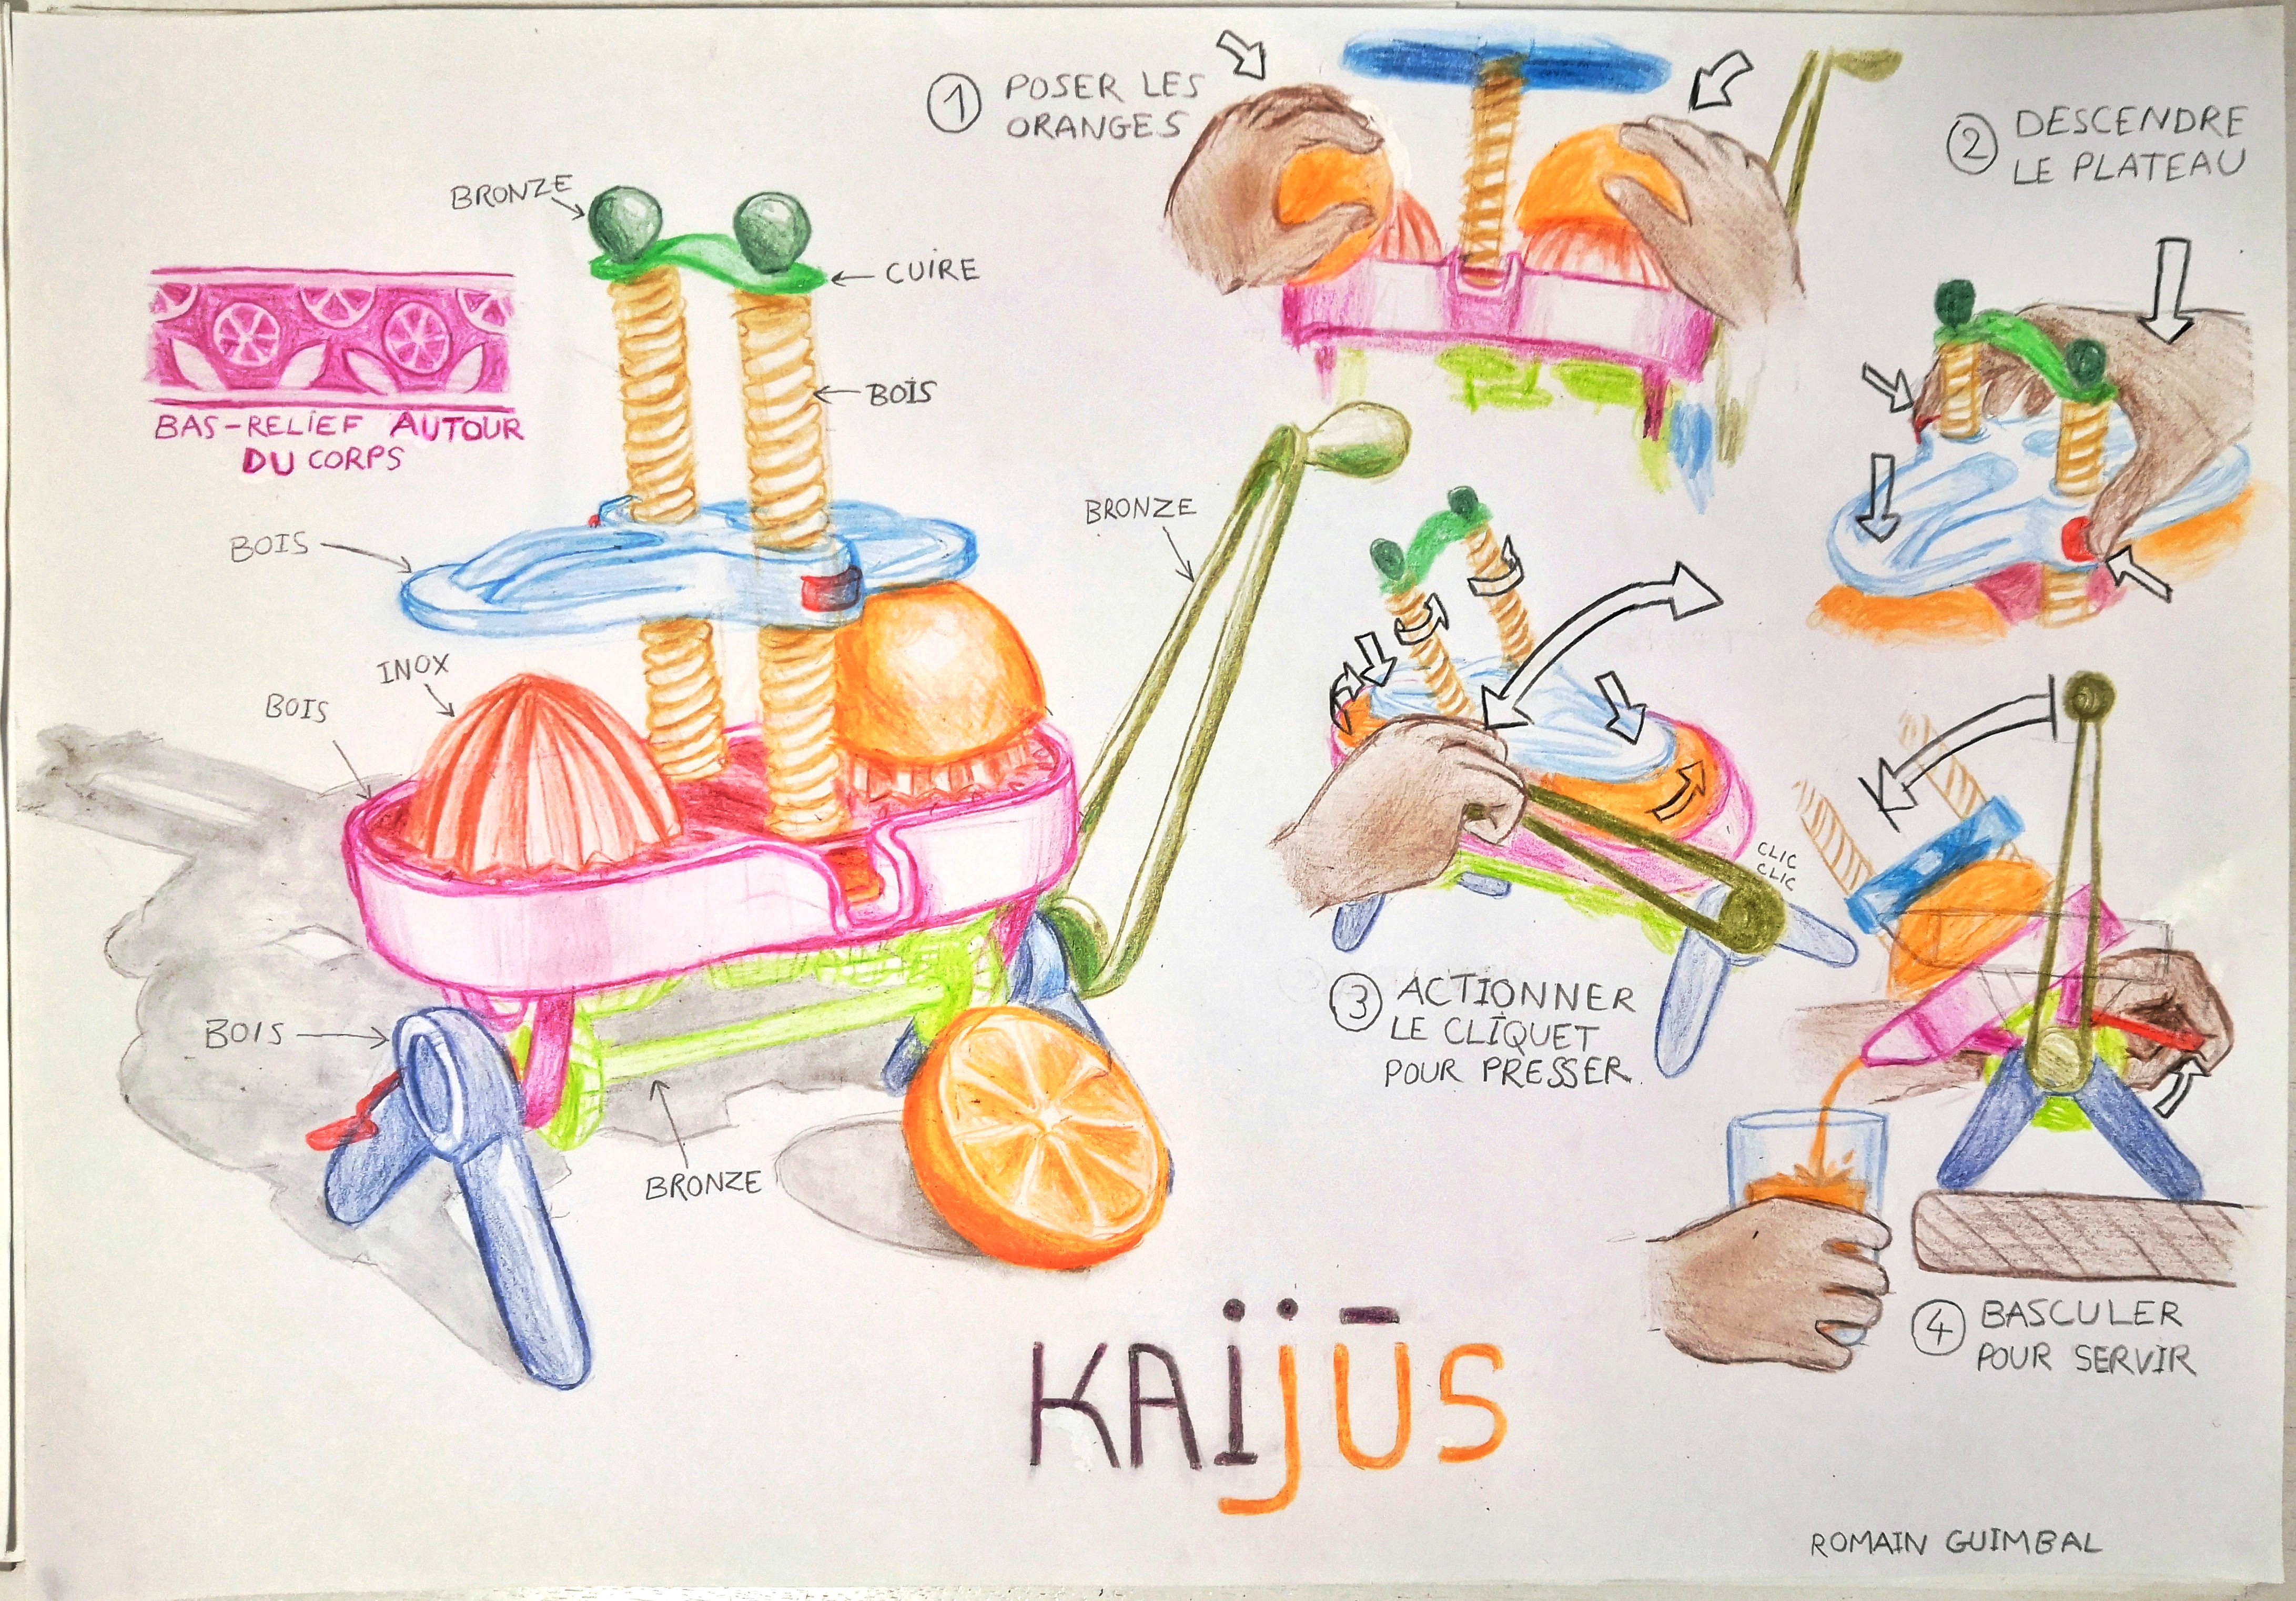 BRONZE
CUIRE
BOIS
BAS-RELIEF AUTOUR
DU CORPS
BOIS
INOX
BOIS
BRONZE
BOIS
BRONZE
1 POSER LES
ORANGES
2 DESCENDRE
LE PLATEAU
CLIC
CLIC
3 ACTIONNER
LE CLIQUET
POUR PRESSER.
4 BASCULER
POUR SERVIR
KAijūs
ROMAIN GUIMBAL